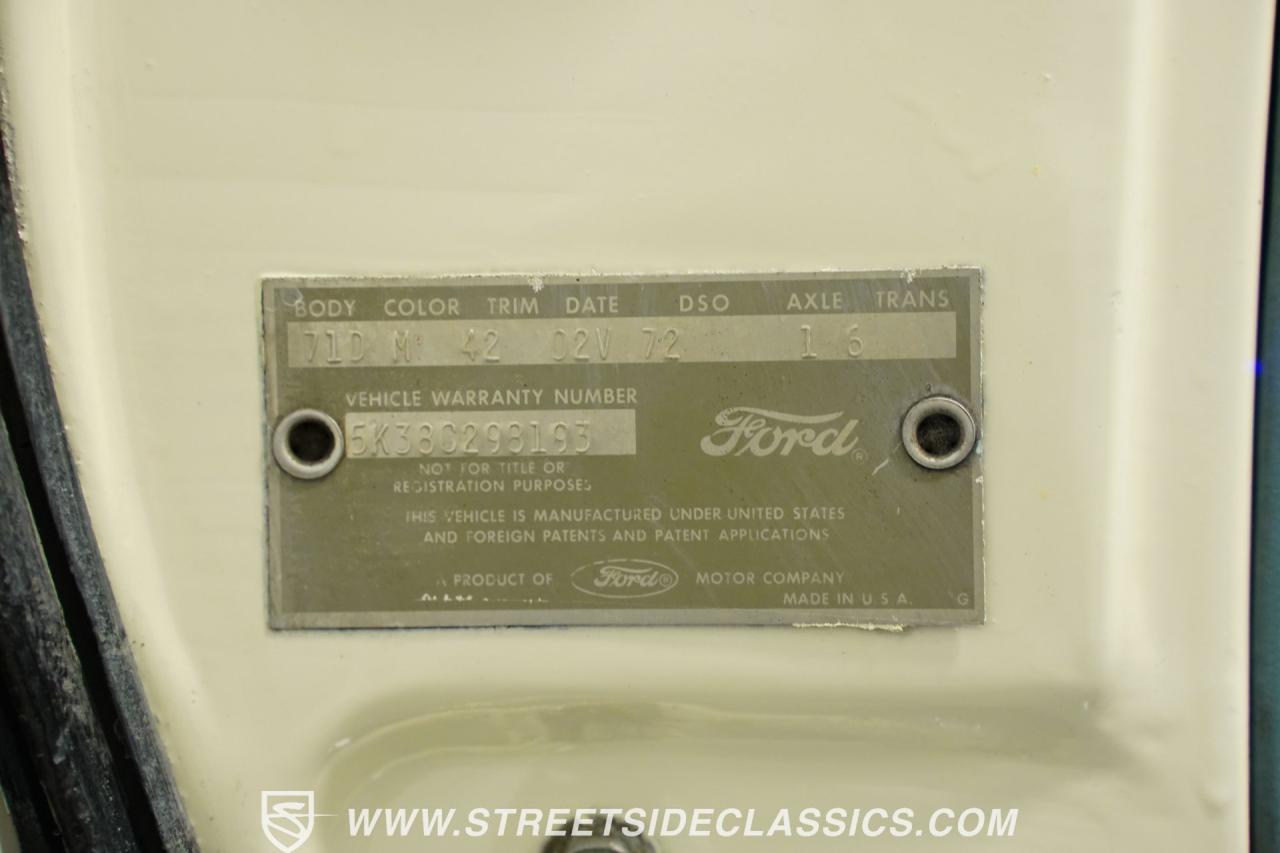 BODY COLOR TRIM DATE DSO AXLE TRANS
71D M 42 02V 72 1 6
VEHICLE WARRANTY NUMBER
5K38C298193
Ford®
NOT FOR TITLE OR
REGISTRATION PURPOSES
THIS VEHICLE IS MANUFACTURED UNDER UNITED STATES
AND FOREIGN PATENTS AND PATENT APPLICATIONS
A PRODUCT OF Ford® MOTOR COMPANY
MADE IN U.S.A. G
WWW.STREETSIDECLASSICS.COM